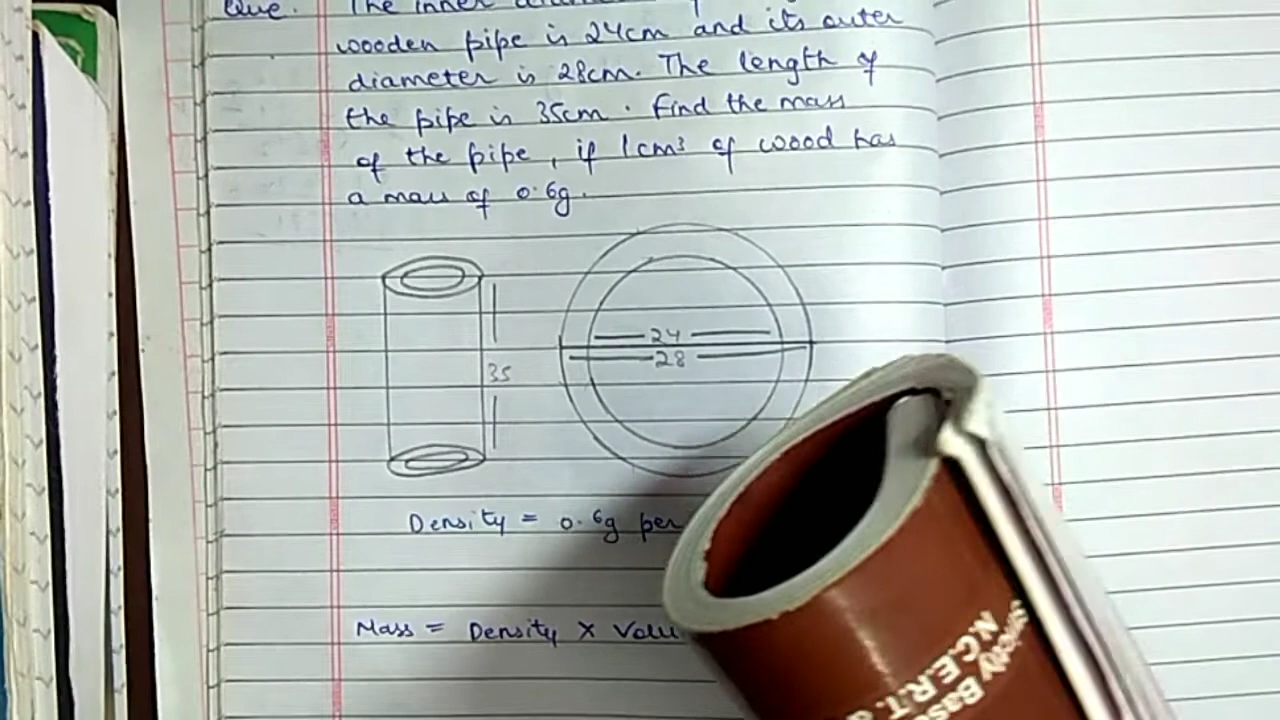 Que. The inner
wooden pipe is 24cm and its outer
diameter is 28cm. The length of
the pipe is 35cm. Find the mass
of the pipe, if 1cm³ of wood has
a mass of 0.6g.
24
28
35
Density = 0.6g per
Mass = Density X Volu
N.C.E.R.T.